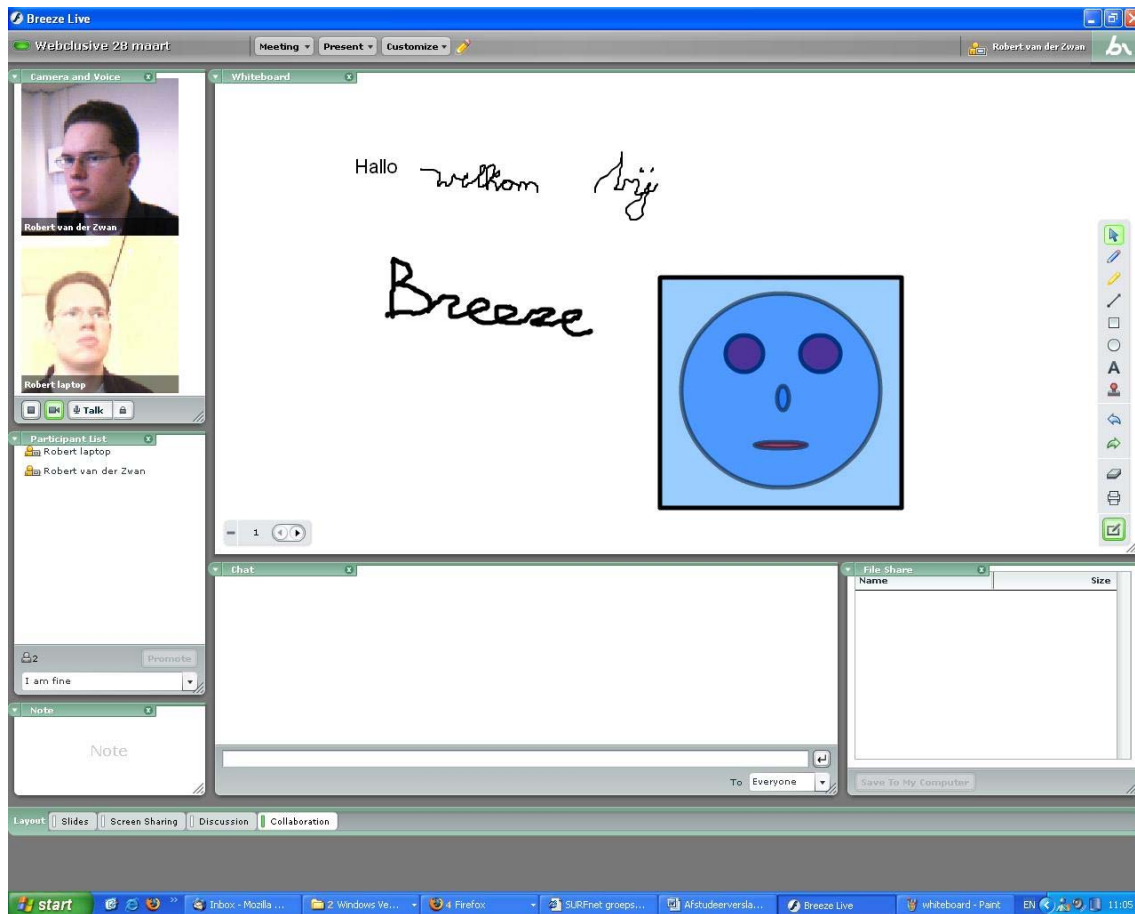 Breeze Live
Webclusive 28 maart Meeting Present Customize Robert van der Zwan
Camera and Voice
Robert van der Zwan
Robert laptop
Talk
Participant List
Robert laptop
Robert van der Zwan
2 Promote
I am fine
Note
Note
Whiteboard
Hallo welkom bij
Breeze
A
1
Chat
To Everyone
File Share
Name Size
Save To My Computer
Layout Slides Screen Sharing Discussion Collaboration
start Inbox - Mozilla ... 2 Windows Ve... 4 Firefox SURFnet groeps... Afstudeerversla... Breeze Live whiteboard - Paint EN 11:05